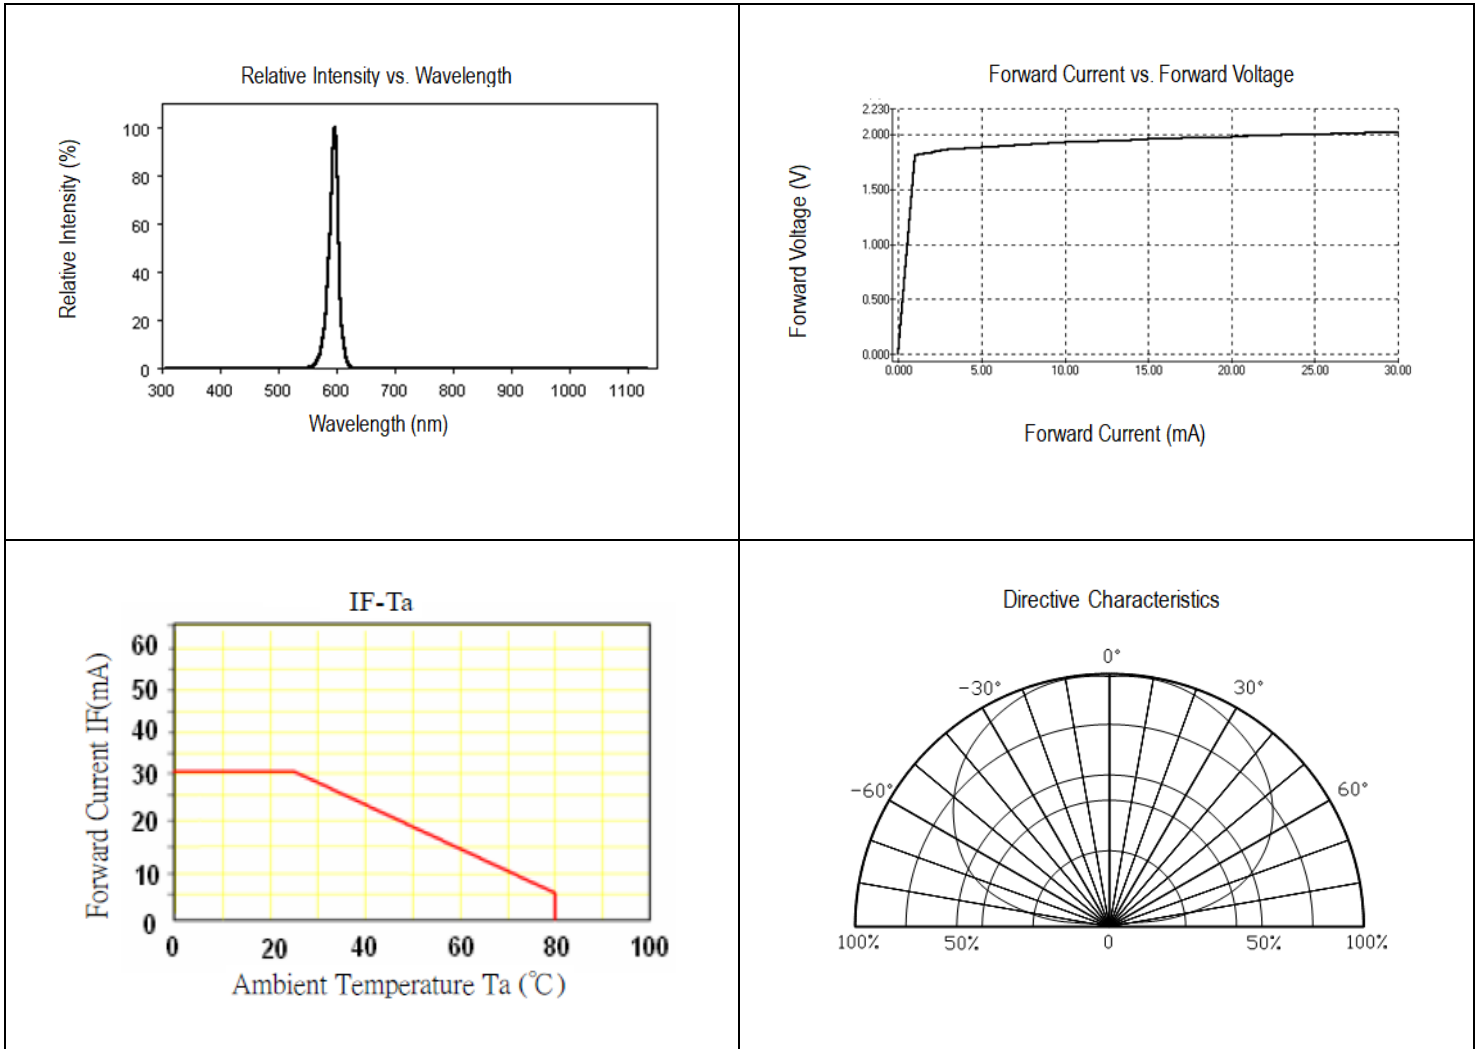 Relative Intensity vs. Wavelength
Relative Intensity (%)
100
80
60
40
20
0
300 400 500 600 700 800 900 1000 1100
Wavelength (nm)
Forward Current vs. Forward Voltage
Forward Voltage (V)
2.230
2.000
1.500
1.000
0.500
0.000
0.000 5.00 10.00 15.00 20.00 25.00 30.00
Forward Current (mA)
IF-Ta
Forward Current IF(mA)
60
50
40
30
20
10
0
0 20 40 60 80 100
Ambient Temperature Ta (℃)
Directive Characteristics
0°
-30° 30°
-60° 60°
100% 50% 0 50% 100%